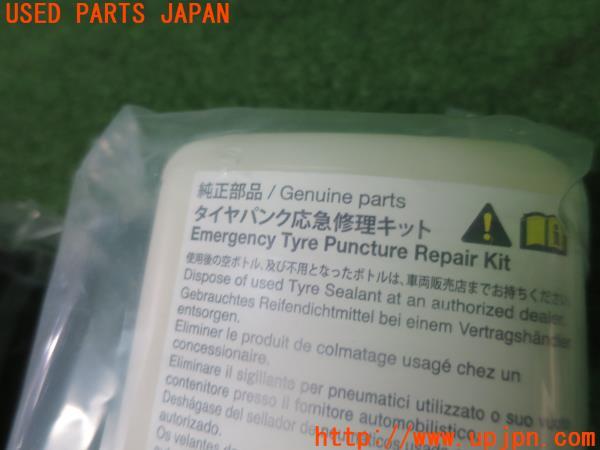 USED PARTS JAPAN
純正部品 / Genuine parts
タイヤパンク応急修理キット
Emergency Tyre Puncture Repair Kit
使用後の空ボトル、及び不用となったボトルは、車両販売店までお持ちください
Dispose of used Tyre Sealant at an authorized dealer.
Gebrauchtes Reifendichtmittel bei einem Vertragshändler
entsorgen.
Eliminer le produit de colmatage usagé chez un
concessionaire.
Eliminare il sigillante per pneumatici utilizzato o suo
contenitore presso il fornitore automobilistico
Deshágase del sellador de neumáticos usado
autorizado.
Os velantes
http://www.upjpn.com